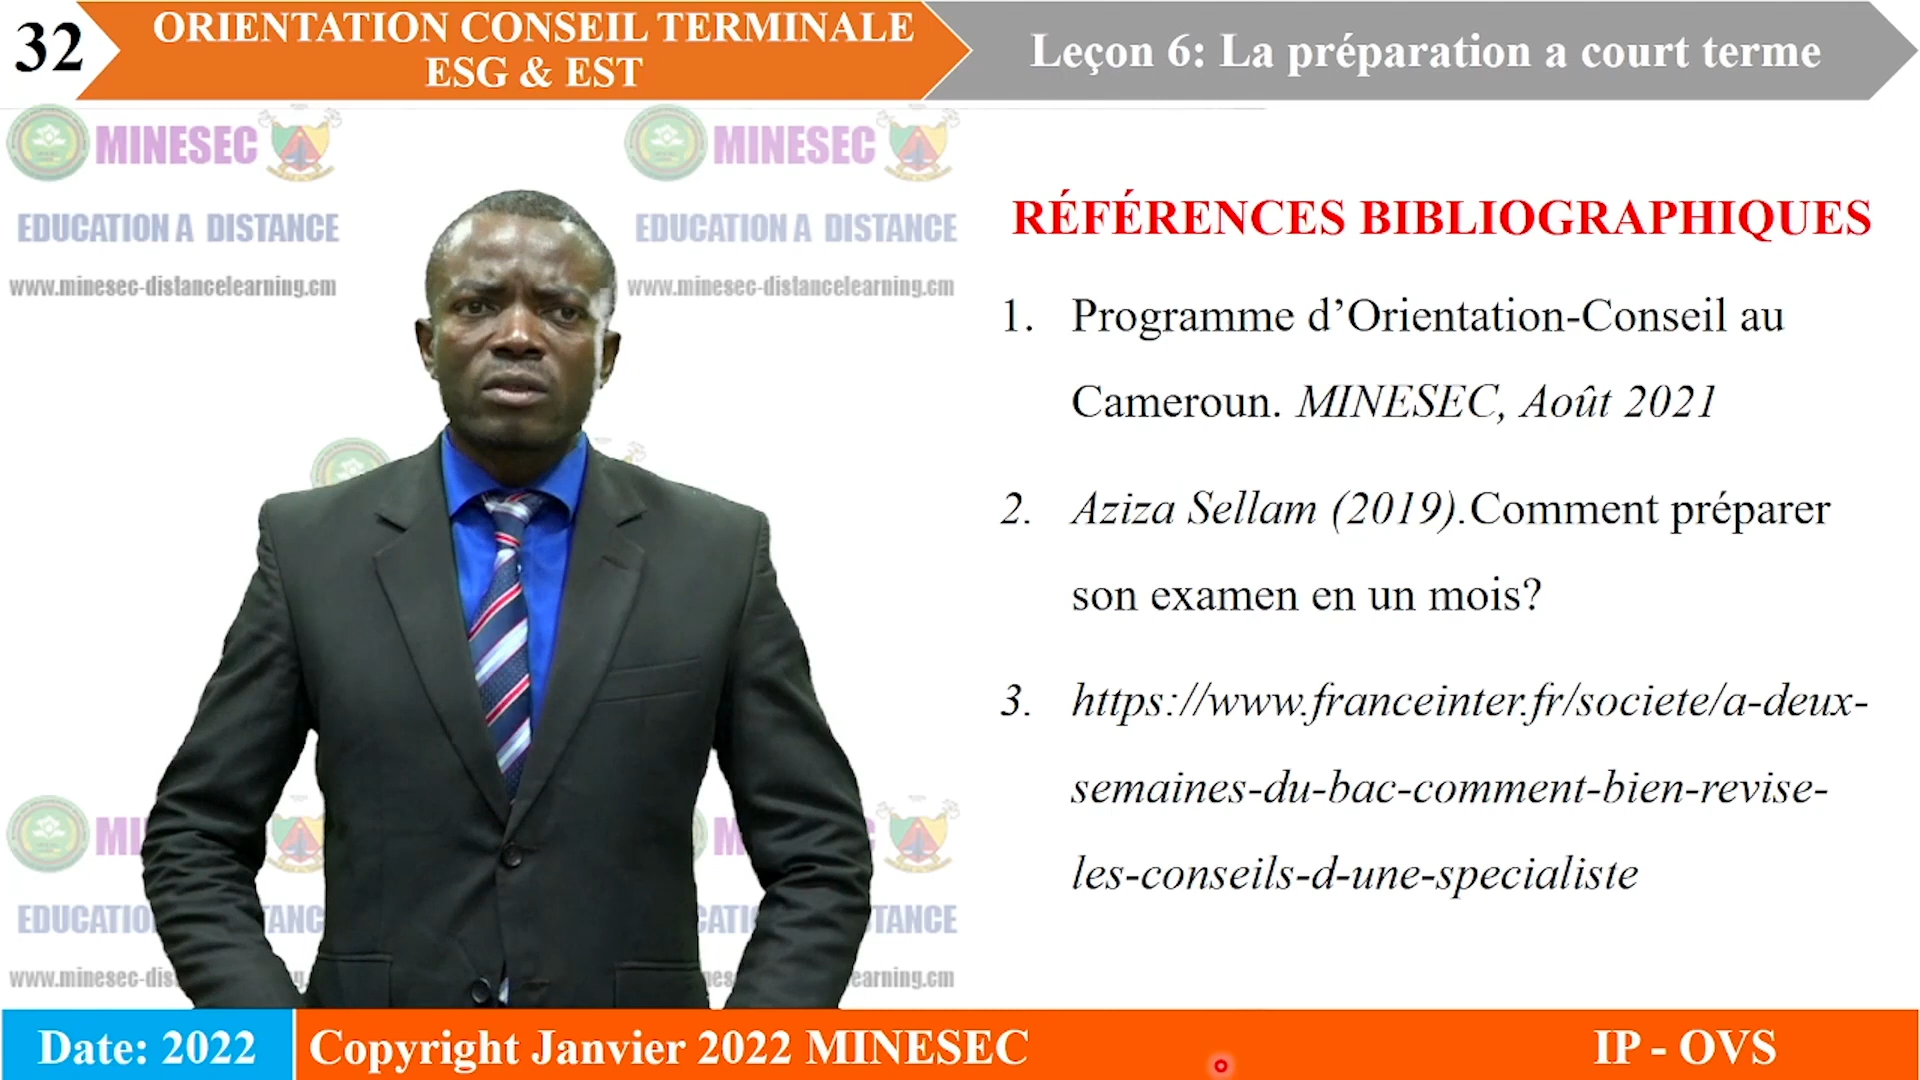 32
ORIENTATION CONSEIL TERMINALE
ESG & EST
Leçon 6: La préparation a court terme
MINESEC
EDUCATION A DISTANCE
www.minesec-distancelearning.cm
MINESEC
EDUCATION A DISTANCE
www.minesec-distancelearning.cm
RÉFÉRENCES BIBLIOGRAPHIQUES
1. Programme d’Orientation-Conseil au
Cameroun. MINESEC, Août 2021
2. Aziza Sellam (2019).Comment préparer
son examen en un mois?
3. https://www.franceinter.fr/societe/a-deux-
semaines-du-bac-comment-bien-revise-
les-conseils-d-une-specialiste
Date: 2022
Copyright Janvier 2022 MINESEC
IP - OVS